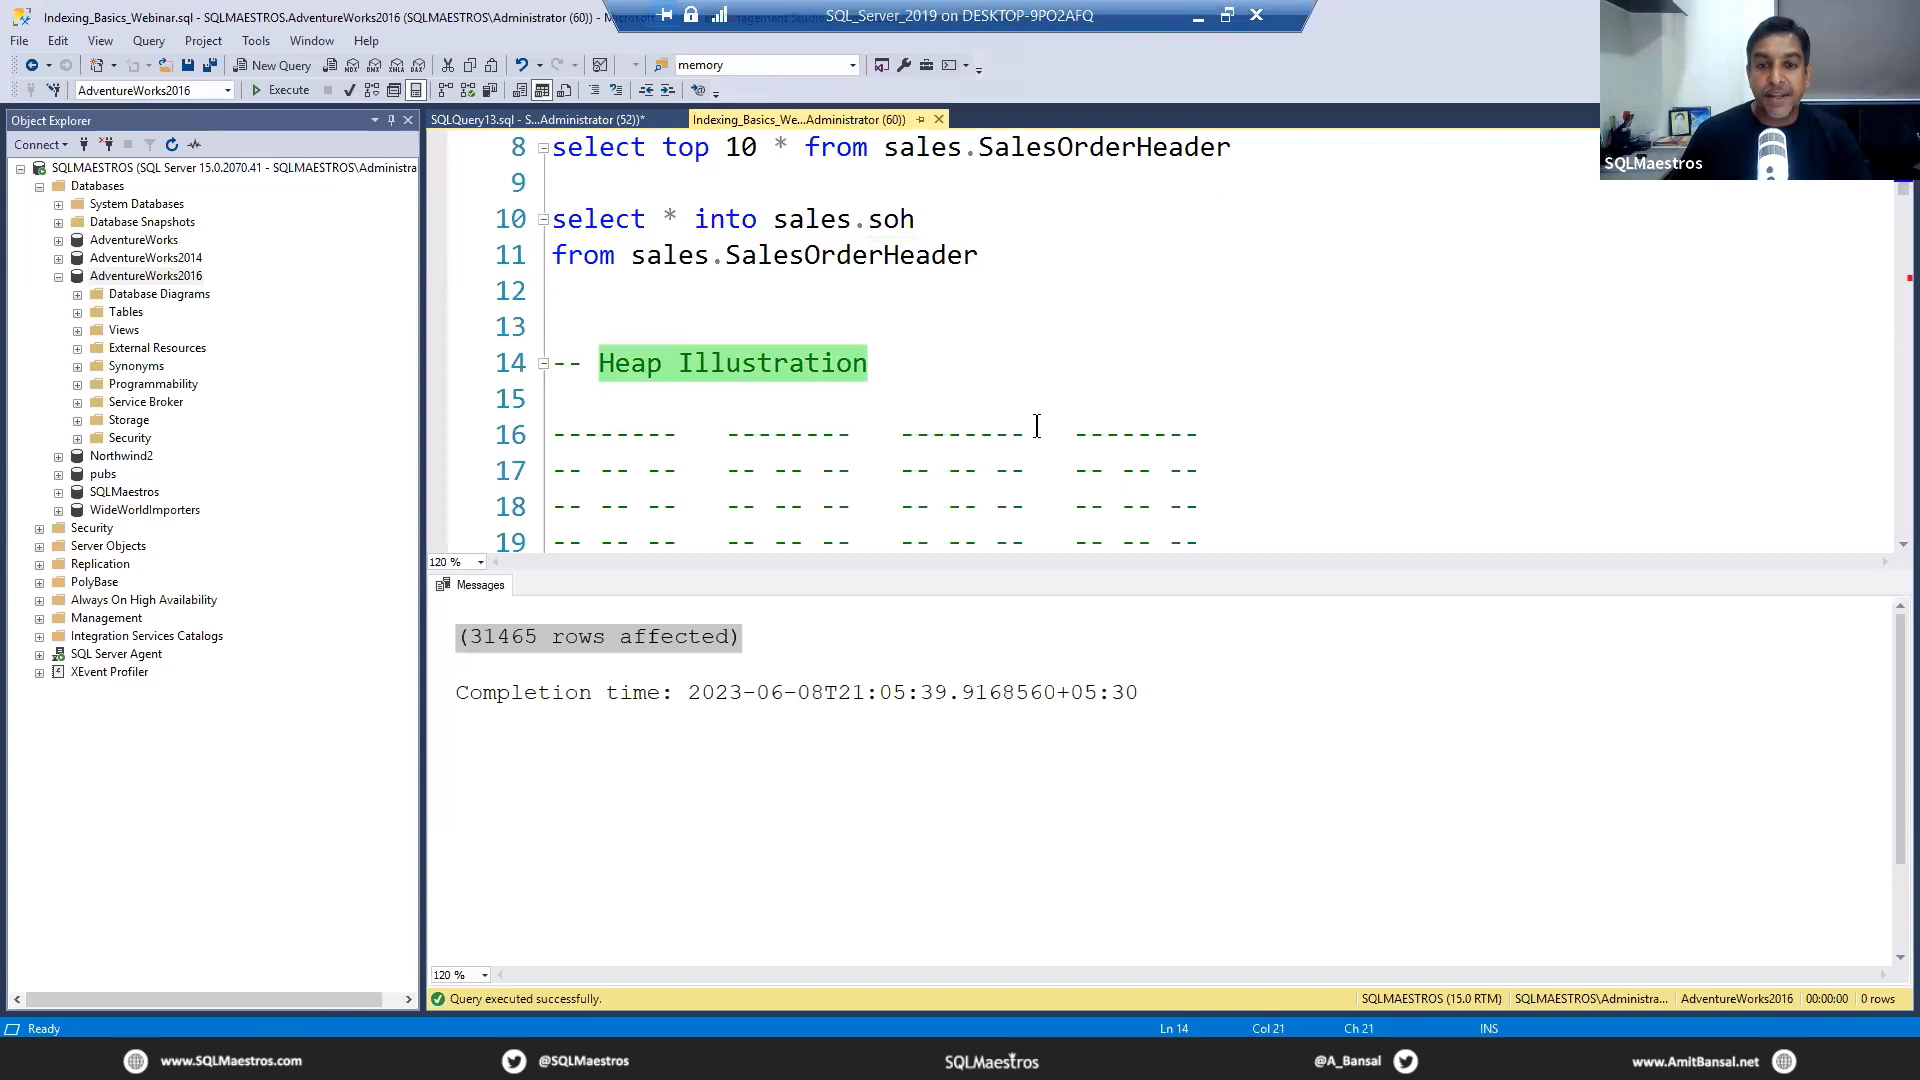 Indexing_Basics_Webinar.sql - SQLMAESTROS.AdventureWorks2016 (SQLMAESTROS\Administrator (60)) -
SQL_Server_2019 on DESKTOP-9PO2AFQ
File Edit View Query Project Tools Window Help
New Query
memory
AdventureWorks2016
Execute
Object Explorer
Connect
SQLMAESTROS (SQL Server 15.0.2070.41 - SQLMAESTROS\Administra
Databases
System Databases
Database Snapshots
AdventureWorks
AdventureWorks2014
AdventureWorks2016
Database Diagrams
Tables
Views
External Resources
Synonyms
Programmability
Service Broker
Storage
Security
Northwind2
pubs
SQLMaestros
WideWorldImporters
Security
Server Objects
Replication
PolyBase
Always On High Availability
Management
Integration Services Catalogs
SQL Server Agent
XEvent Profiler
SQLQuery13.sql - S...Administrator (52))*
Indexing_Basics_We...Administrator (60))
8 select top 10 * from sales.SalesOrderHeader
9
10 select * into sales.soh
11 from sales.SalesOrderHeader
12
13
14 -- Heap Illustration
15
16 -------- -------- -------- --------
17 -- -- -- -- -- -- -- -- -- -- -- --
18 -- -- -- -- -- -- -- -- -- -- -- --
19 -- -- -- -- -- -- -- -- -- -- -- --
120 %
Messages
(31465 rows affected)
Completion time: 2023-06-08T21:05:39.9168560+05:30
120 %
Query executed successfully.
SQLMAESTROS (15.0 RTM) SQLMAESTROS\Administra... AdventureWorks2016 00:00:00 0 rows
Ready Ln 14 Col 21 Ch 21 INS
SQLMaestros
www.SQLMaestros.com @SQLMaestros SQLMaestros @A_Bansal www.AmitBansal.net